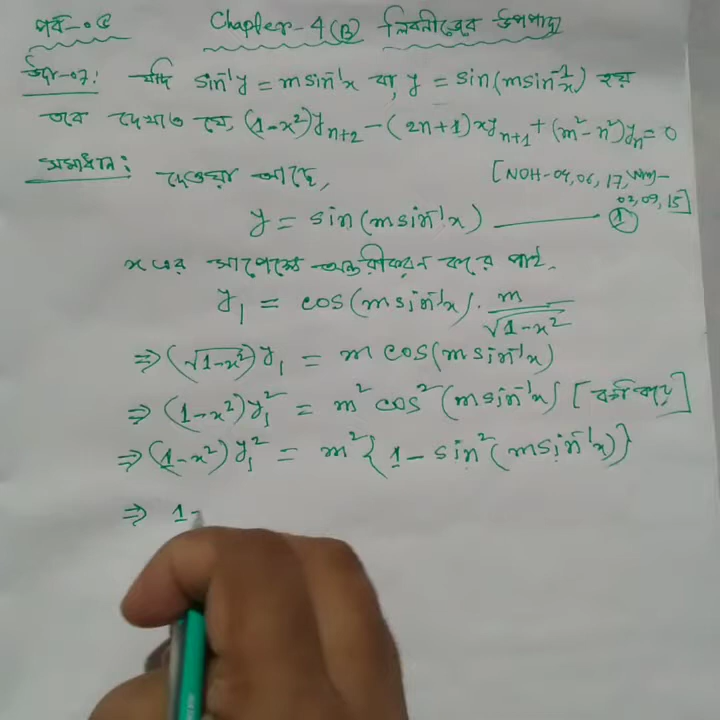 পর্ব-০৫ Chapter-4(B) লিবনীজের উপপাদ্য
উদা-০7: যদি sin⁻¹y = m sin⁻¹x বা, y = sin(m sin⁻¹x) হয়
তবে দেখাও যে, (1-x²)yₙ₊₂ - (2n+1)xyₙ₊₁ + (m²-n²)yₙ = 0
সমাধান: দেওয়া আছে, [NUH-04,06,17,
03,09,15]
y = sin(m sin⁻¹x) ——— ①
x এর সাপেক্ষে অন্তরীকরন করে পাই,
y₁ = cos(m sin⁻¹x) · m/√(1-x²)
⇒ (√(1-x²))y₁ = m cos(m sin⁻¹x)
⇒ (1-x²)y₁² = m² cos²(m sin⁻¹x) [বর্গ করে]
⇒ (1-x²)y₁² = m²{1 - sin²(m sin⁻¹x)}
⇒ 1-